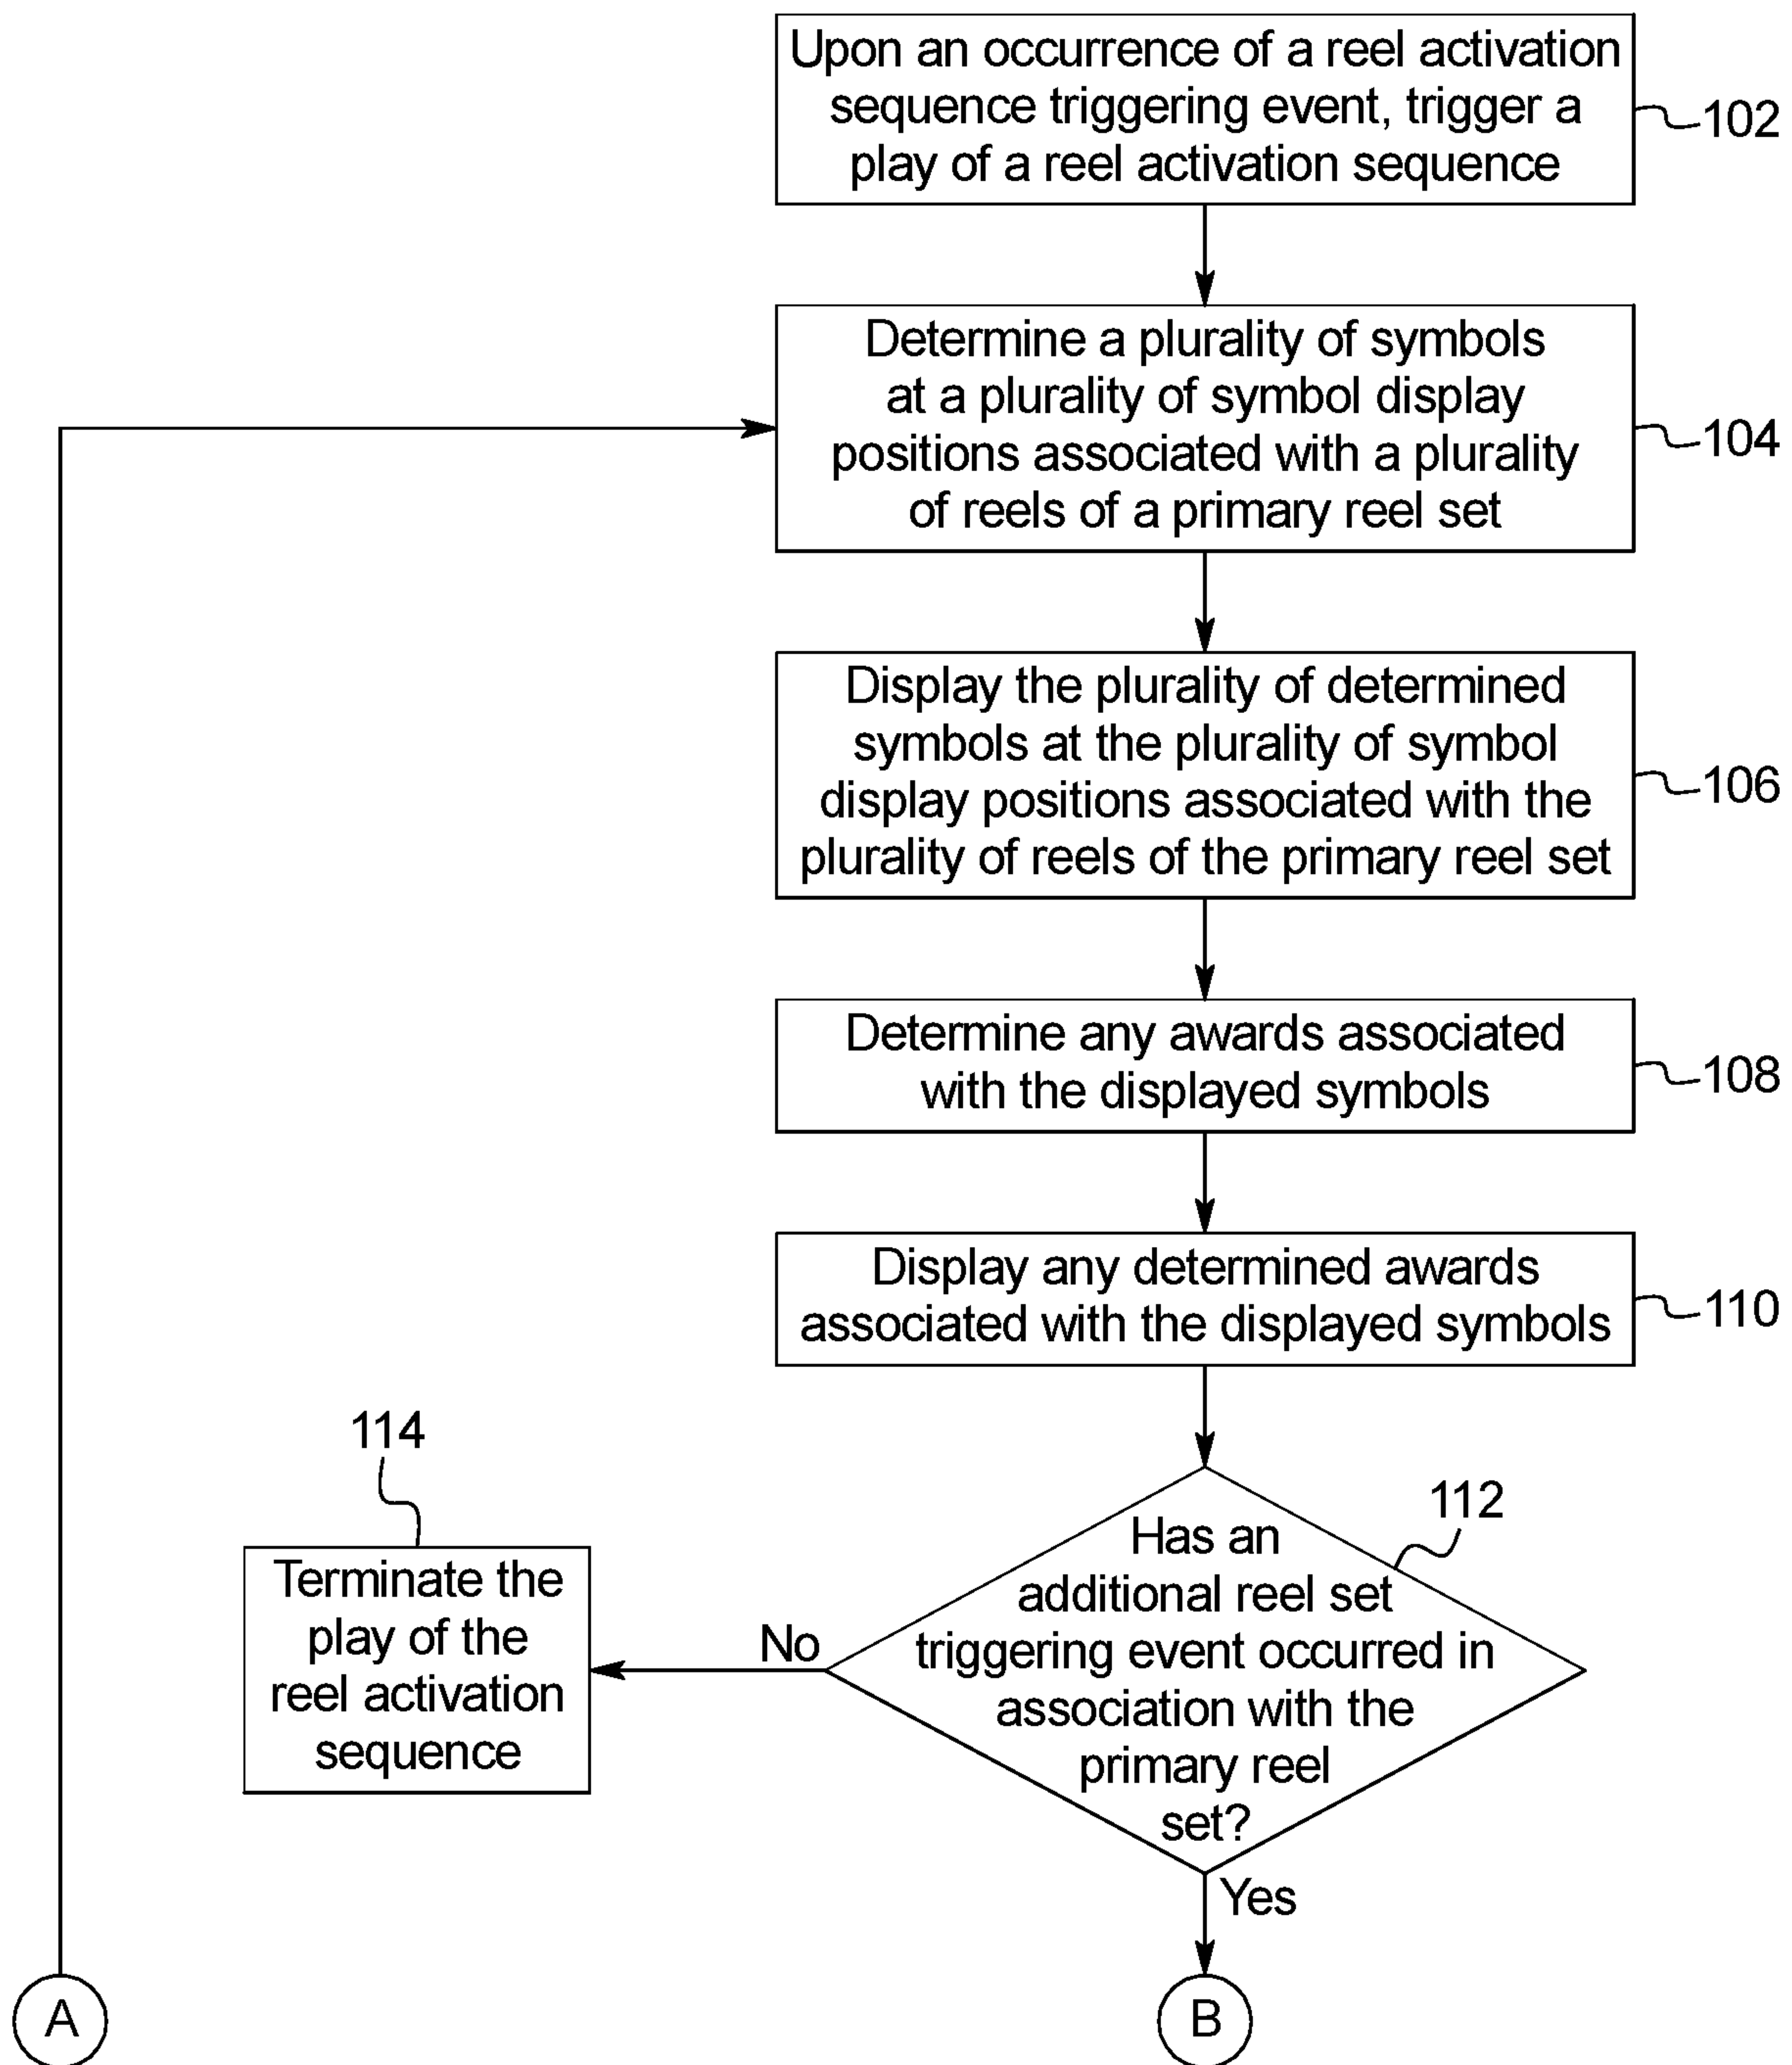 Upon an occurrence of a reel activation
sequence triggering event, trigger a
play of a reel activation sequence
102
Determine a plurality of symbols
at a plurality of symbol display
positions associated with a plurality
of reels of a primary reel set
104
Display the plurality of determined
symbols at the plurality of symbol
display positions associated with the
plurality of reels of the primary reel set
106
Determine any awards associated
with the displayed symbols
108
Display any determined awards
associated with the displayed symbols
110
114
Terminate the
play of the
reel activation
sequence
No
112
Has an
additional reel set
triggering event occurred in
association with the
primary reel
set?
Yes
A
B